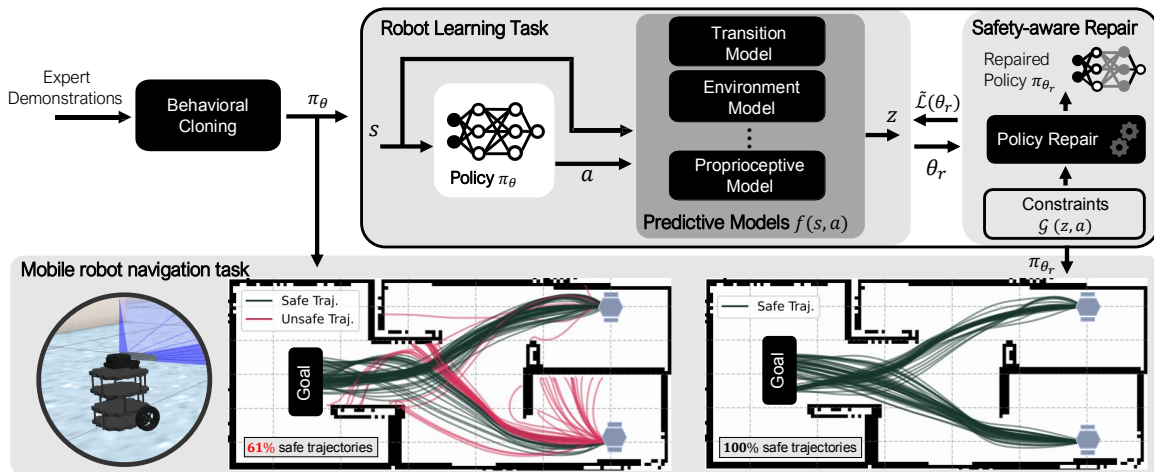 Robot Learning Task
Safety-aware Repair
Expert
Demonstrations
Behavioral
Cloning
π_θ
s
Policy π_θ
a
Transition
Model
Environment
Model
⋮
Proprioceptive
Model
Predictive Models f(s, a)
z
ℒ̃(θ_r)
θ_r
Repaired
Policy π_θ_r
Policy Repair
Constraints
𝒢 (z, a)
π_θ_r
Mobile robot navigation task
Safe Traj.
Unsafe Traj.
Goal
61% safe trajectories
Safe Traj.
Goal
100% safe trajectories